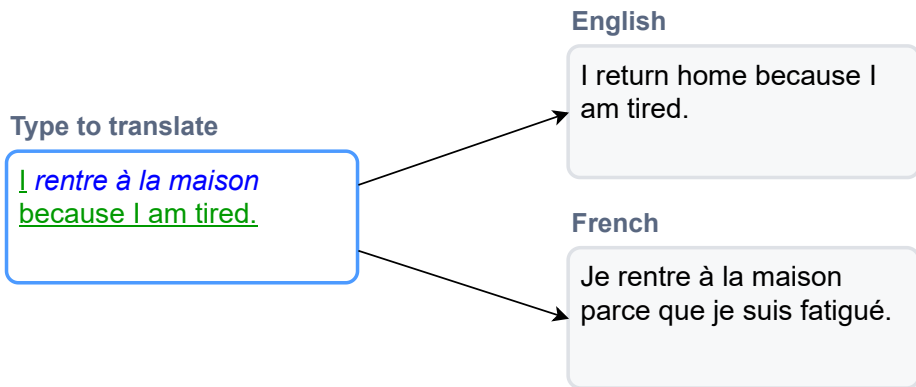 Type to translate
I rentre à la maison
because I am tired.
English
I return home because I
am tired.
French
Je rentre à la maison
parce que je suis fatigué.